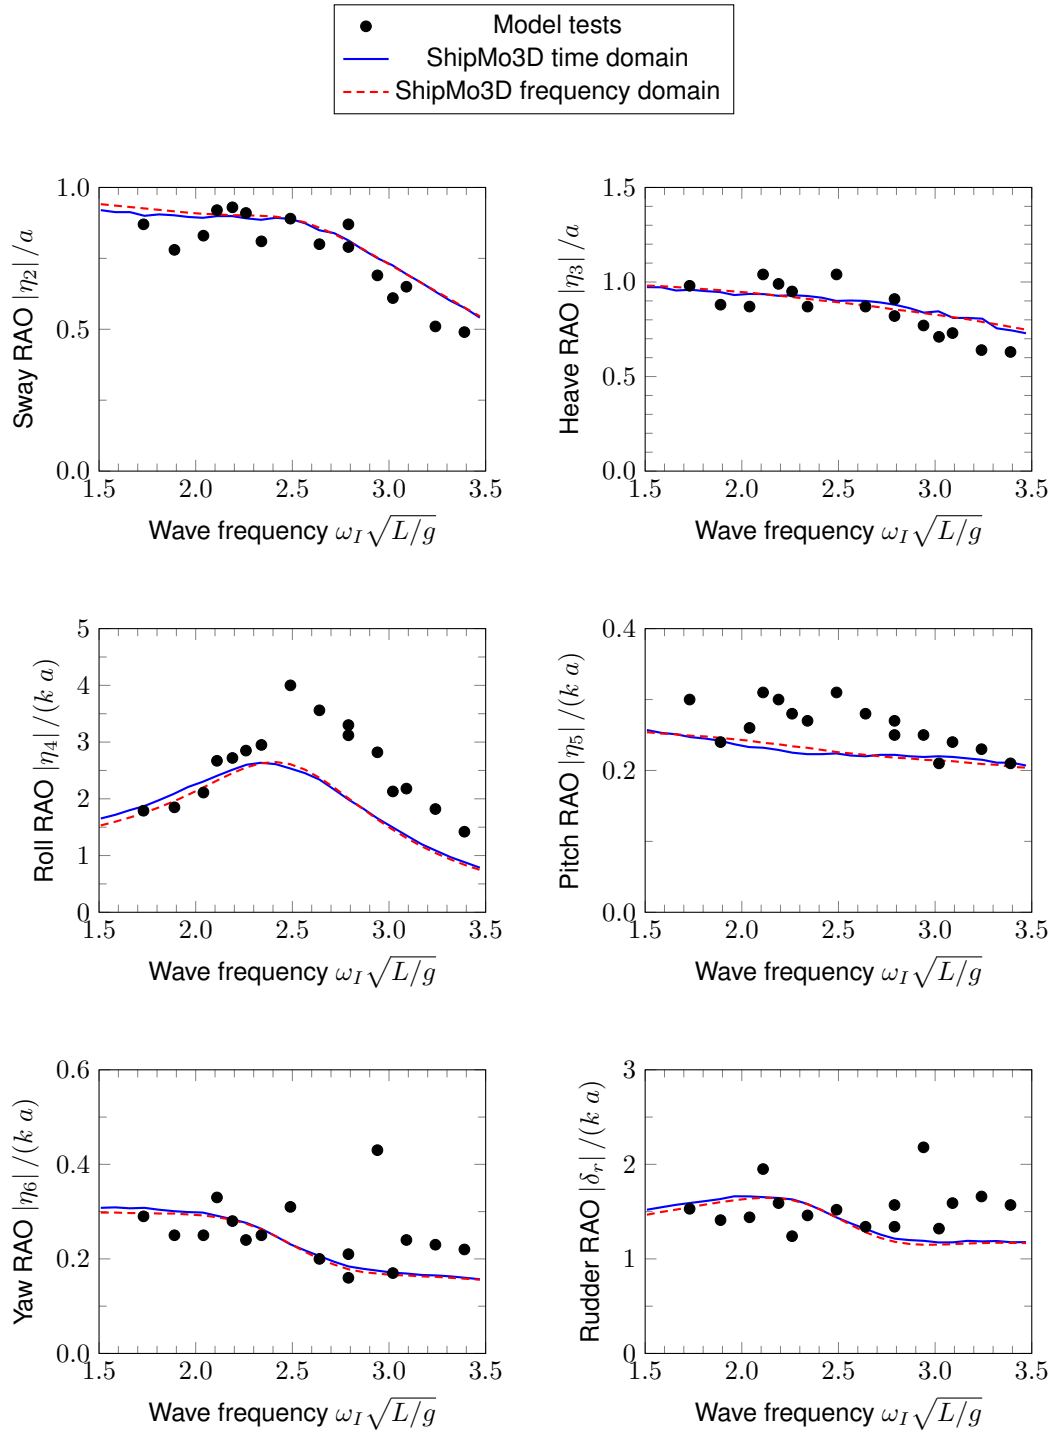 Model tests
ShipMo3D time domain
ShipMo3D frequency domain
Sway RAO |η₂|/a
1.0
0.5
0.0
1.5 2.0 2.5 3.0 3.5
Wave frequency ω_I√(L/g)
Heave RAO |η₃|/a
1.5
1.0
0.5
0.0
1.5 2.0 2.5 3.0 3.5
Wave frequency ω_I√(L/g)
Roll RAO |η₄|/(k a)
5
4
3
2
1
0
1.5 2.0 2.5 3.0 3.5
Wave frequency ω_I√(L/g)
Pitch RAO |η₅|/(k a)
0.4
0.2
0.0
1.5 2.0 2.5 3.0 3.5
Wave frequency ω_I√(L/g)
Yaw RAO |η₆|/(k a)
0.6
0.4
0.2
0.0
1.5 2.0 2.5 3.0 3.5
Wave frequency ω_I√(L/g)
Rudder RAO |δ_r|/(k a)
3
2
1
0
1.5 2.0 2.5 3.0 3.5
Wave frequency ω_I√(L/g)